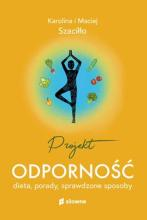 Karolina i Maciej
Szaciłło
Projekt
ODPORNOŚĆ
dieta, porady, sprawdzone sposoby
słowne